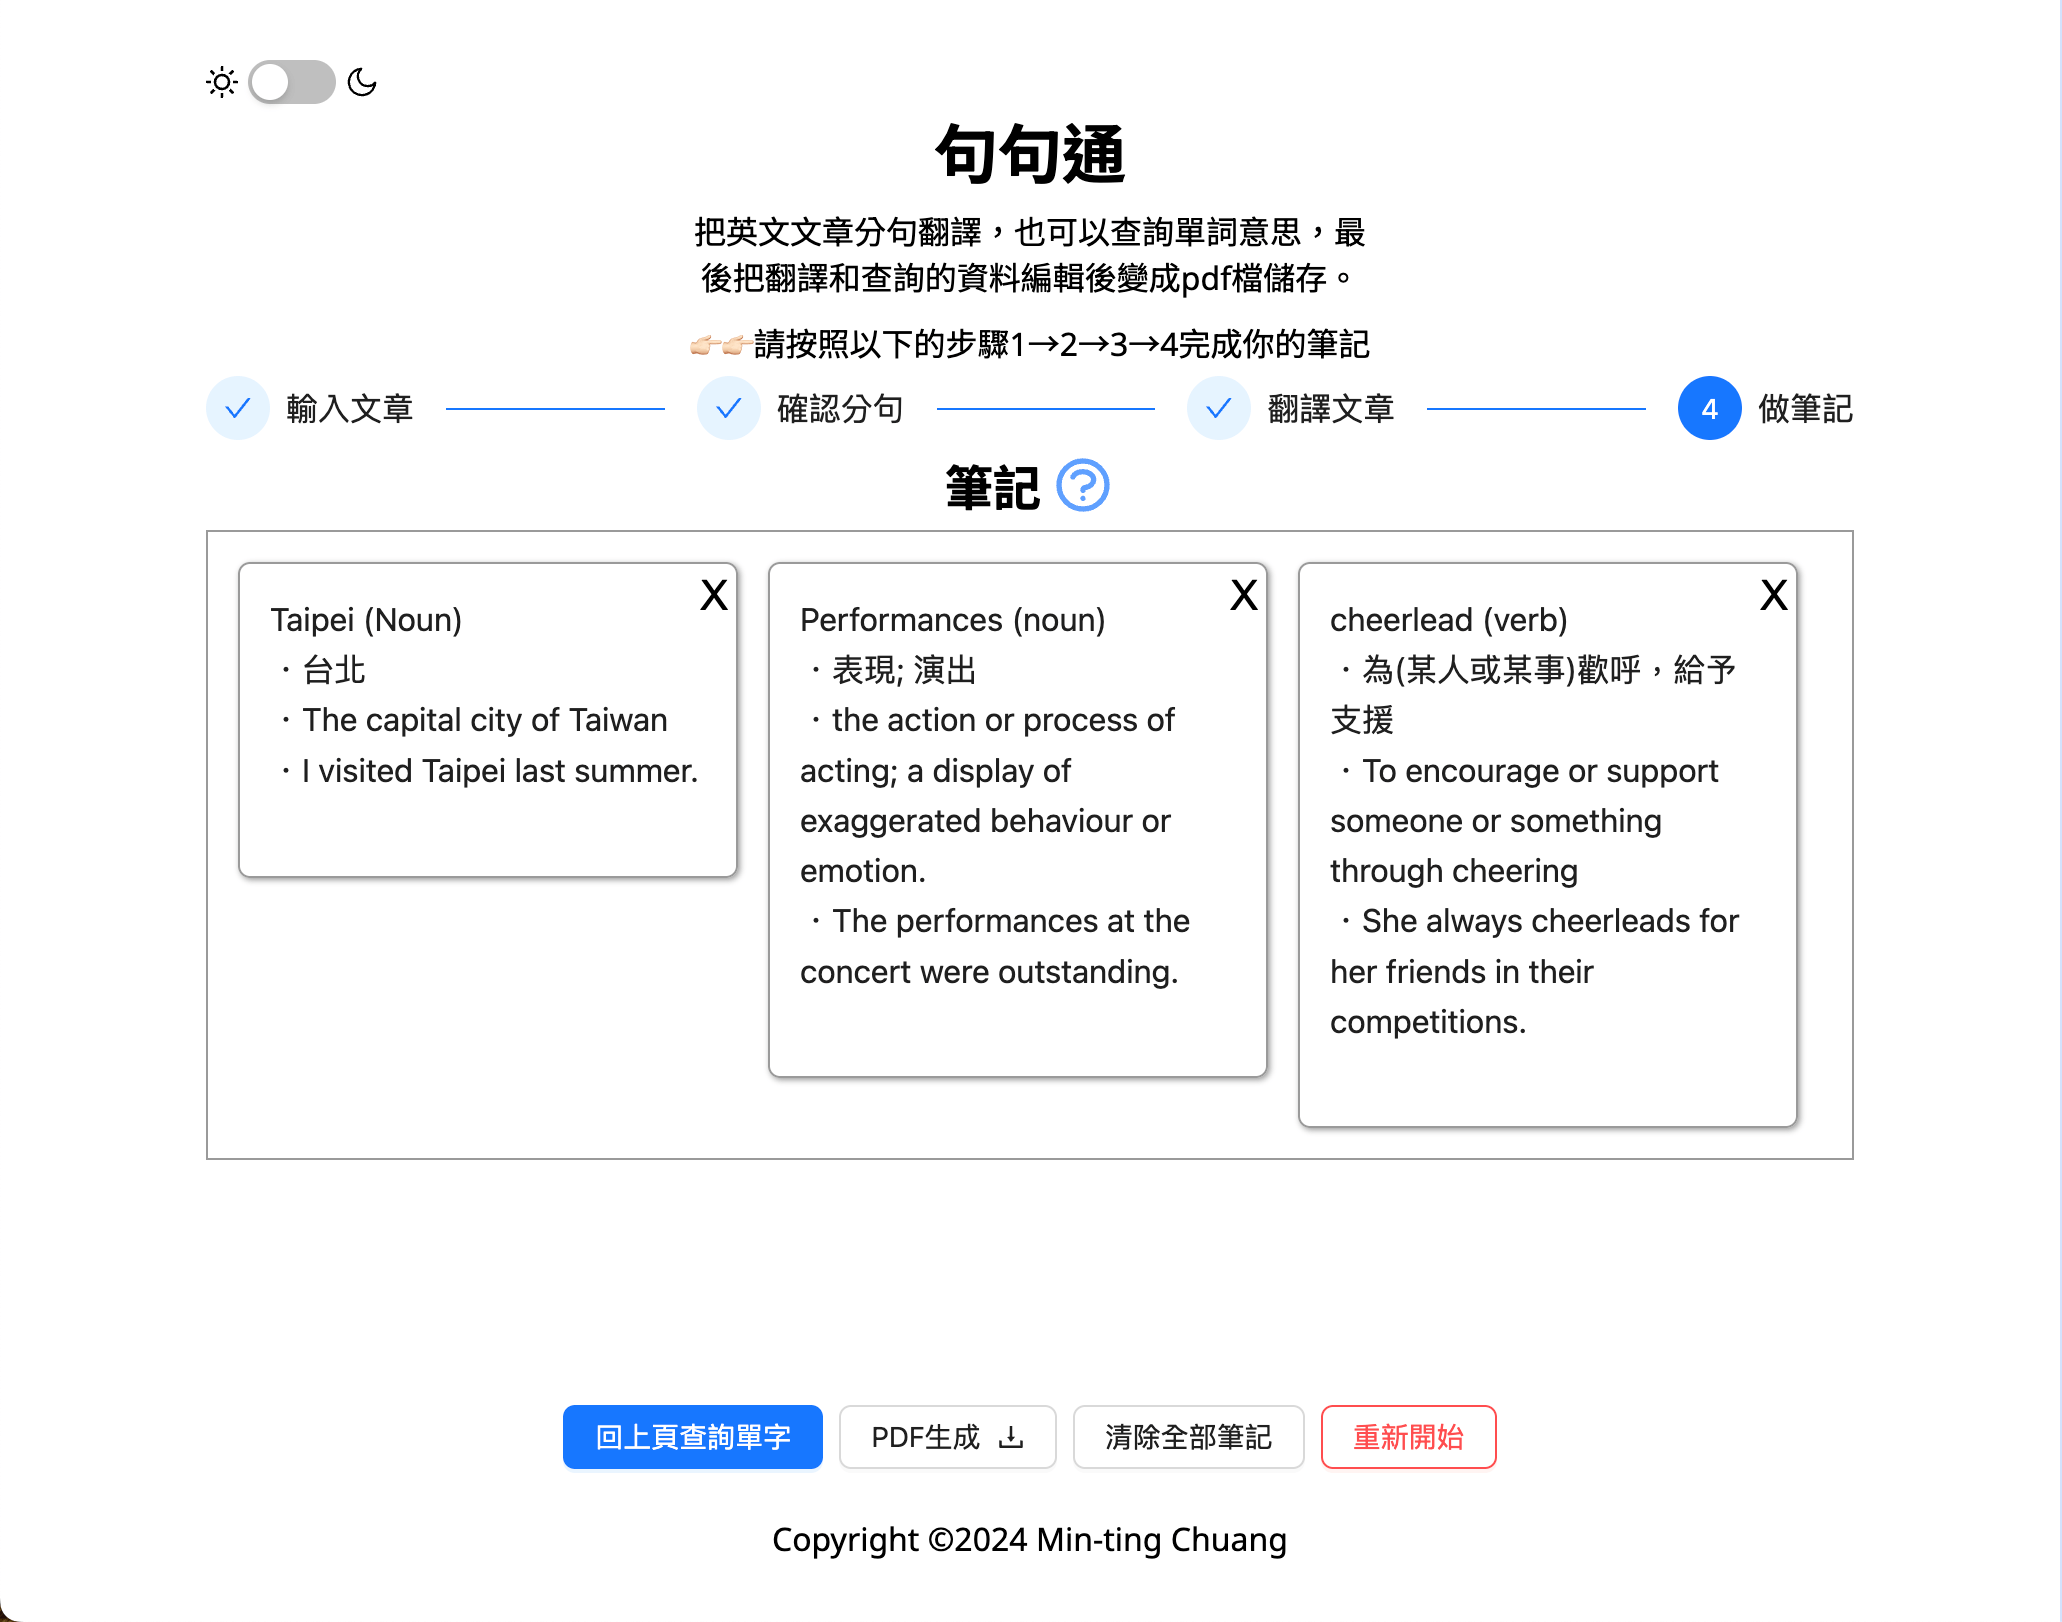 句句通
把英文文章分句翻譯，也可以查詢單詞意思，最
後把翻譯和查詢的資料編輯後變成pdf檔儲存。
👉🏻👉🏻請按照以下的步驟1→2→3→4完成你的筆記
輸入文章
確認分句
翻譯文章
4 做筆記
筆記
X
Taipei (Noun)
・台北
・The capital city of Taiwan
・I visited Taipei last summer.
X
Performances (noun)
・表現; 演出
・the action or process of
acting; a display of
exaggerated behaviour or
emotion.
・The performances at the
concert were outstanding.
X
cheerlead (verb)
・為(某人或某事)歡呼，給予
支援
・To encourage or support
someone or something
through cheering
・She always cheerleads for
her friends in their
competitions.
回上頁查詢單字
PDF生成
清除全部筆記
重新開始
Copyright ©2024 Min-ting Chuang